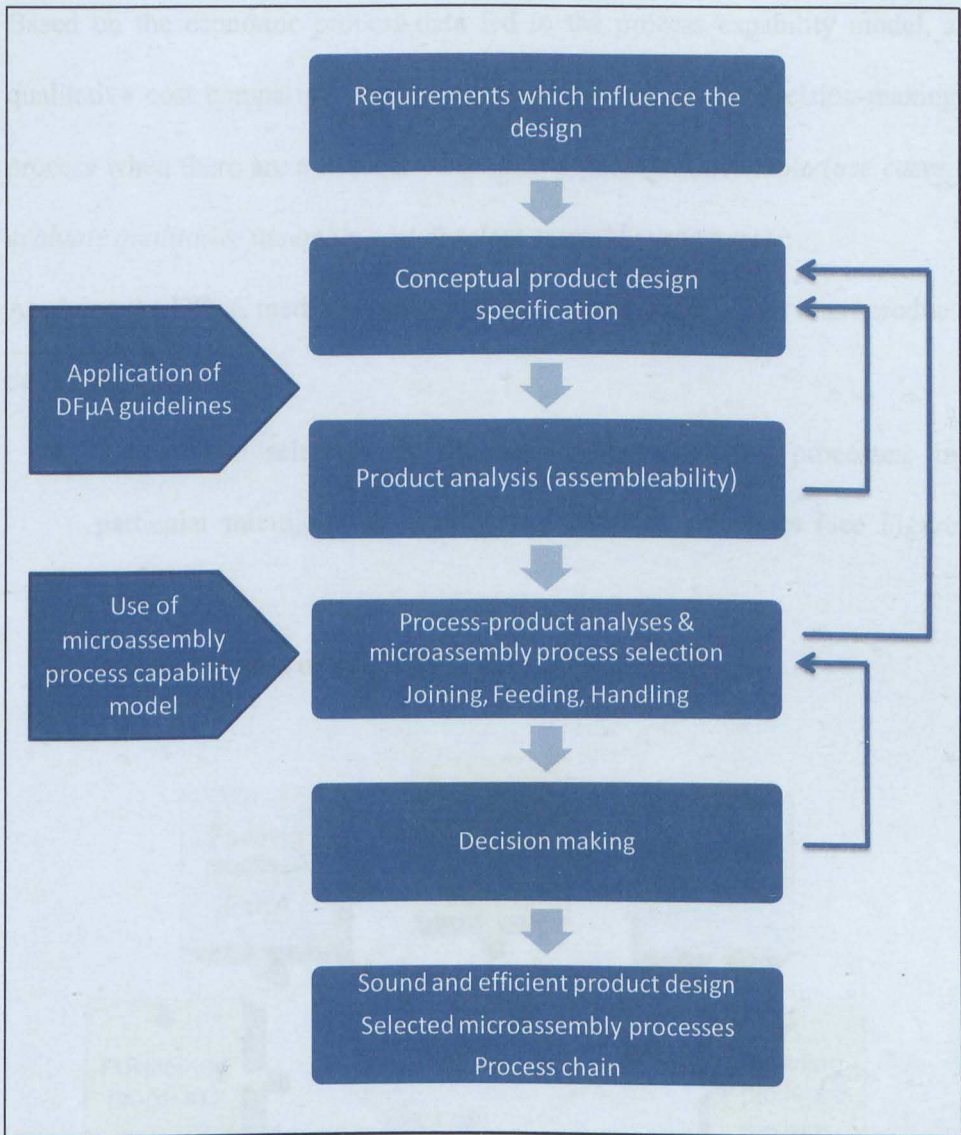 Requirements which influence the
design
Conceptual product design
specification
Application of
DFµA guidelines
Product analysis (assembleability)
Use of
microassembly
process capability
model
Process-product analyses &
microassembly process selection
Joining, Feeding, Handling
Decision making
Sound and efficient product design
Selected microassembly processes
Process chain